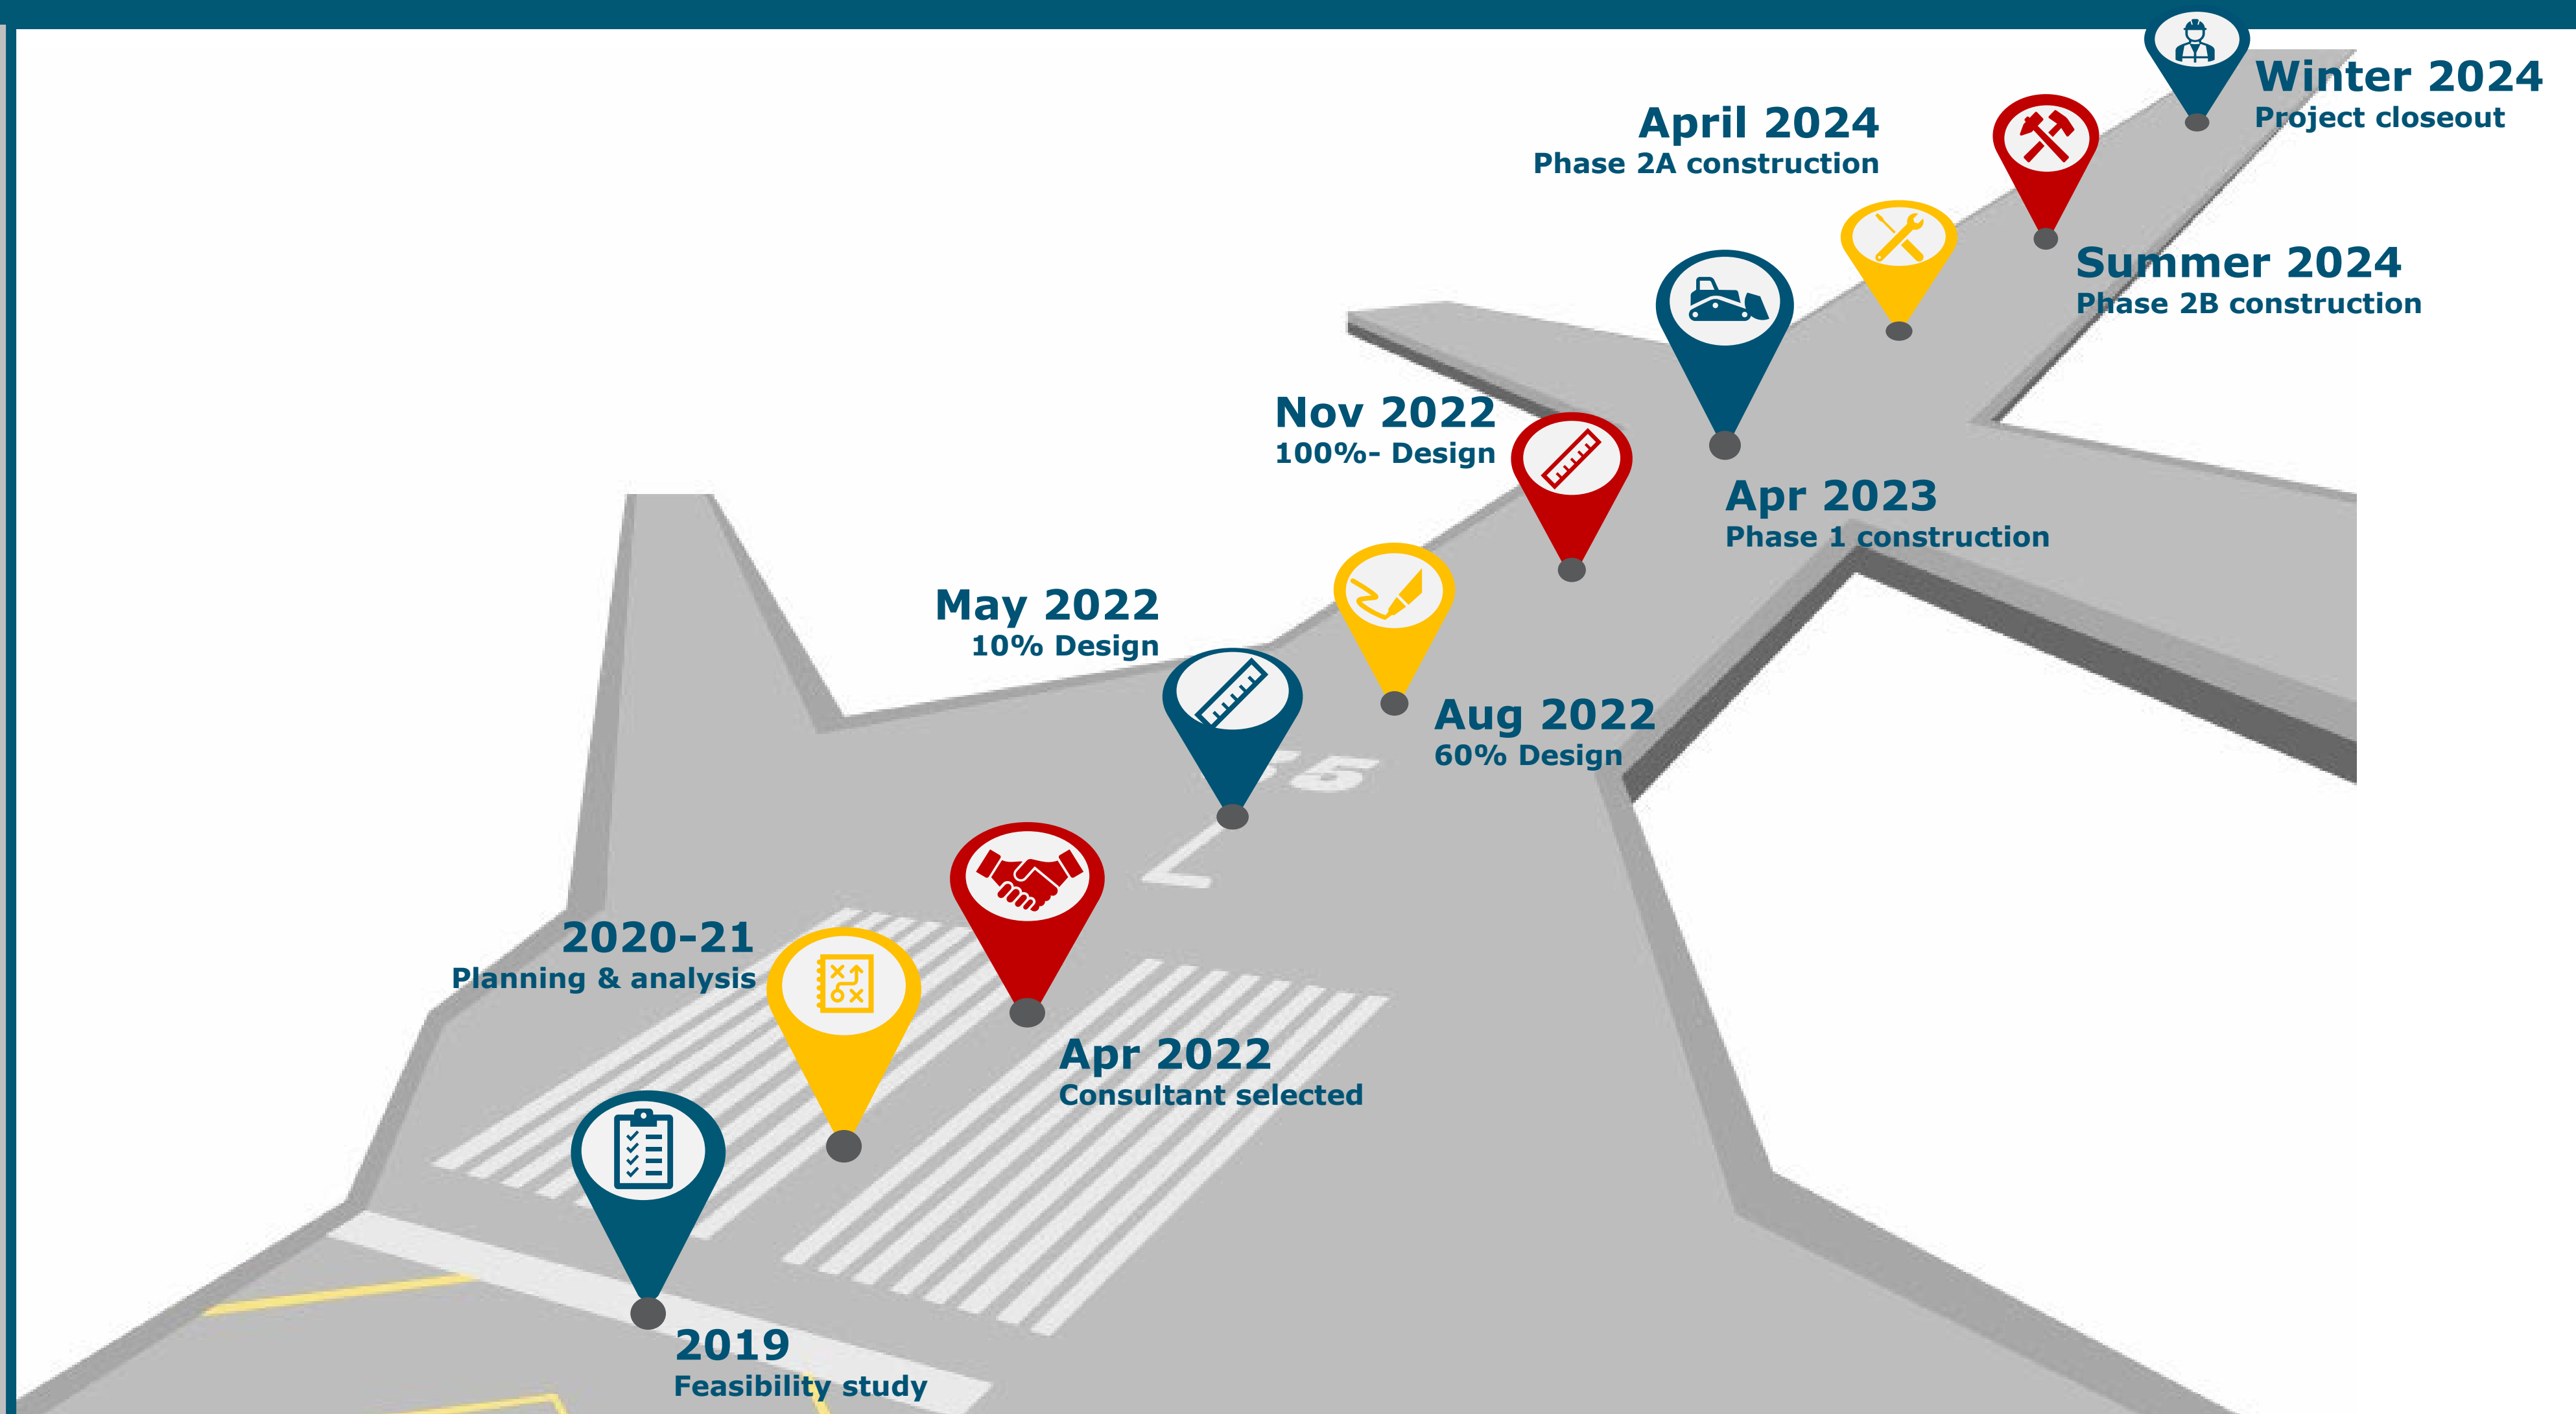 Winter 2024
Project closeout
April 2024
Phase 2A construction
Summer 2024
Phase 2B construction
Nov 2022
100%- Design
Apr 2023
Phase 1 construction
May 2022
10% Design
Aug 2022
60% Design
L
2020-21
Planning & analysis
Apr 2022
Consultant selected
2019
Feasibility study